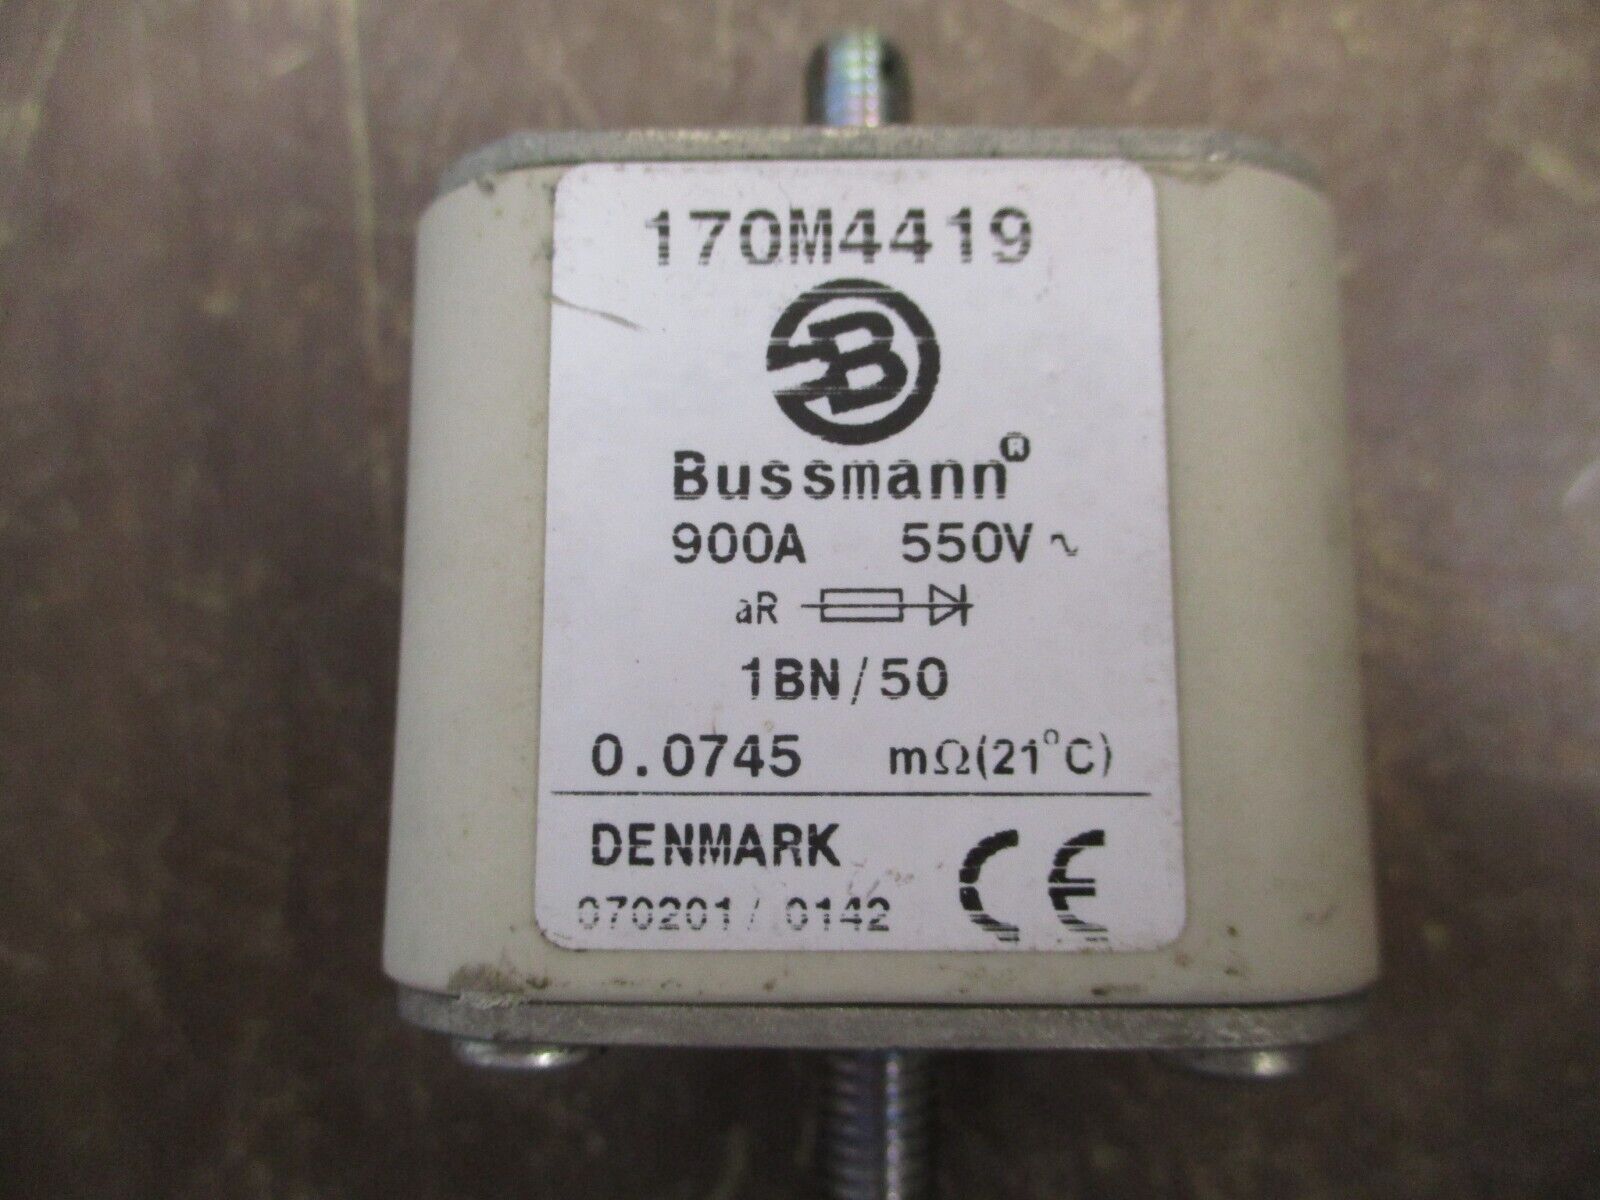 170M4419
B
Bussmann®
900A 550V~
aR
1BN/50
0.0745 mΩ(21°C)
DENMARK
070201/ 0142
CE